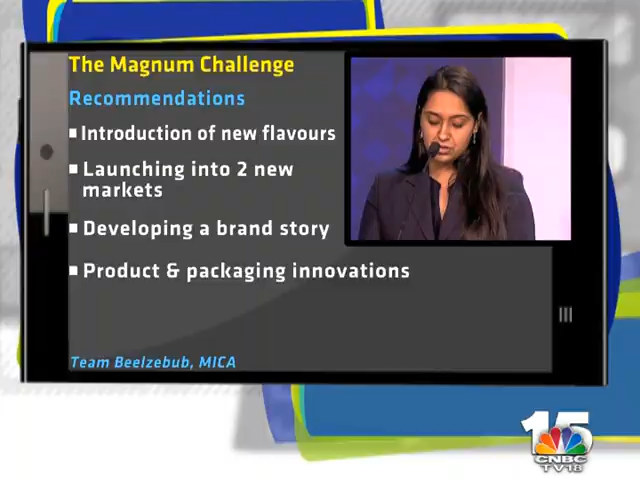 The Magnum Challenge
Recommendations
Introduction of new flavours
Launching into 2 new
markets
Developing a brand story
Product & packaging innovations
Team Beelzebub, MICA
15
CNBC
TV18